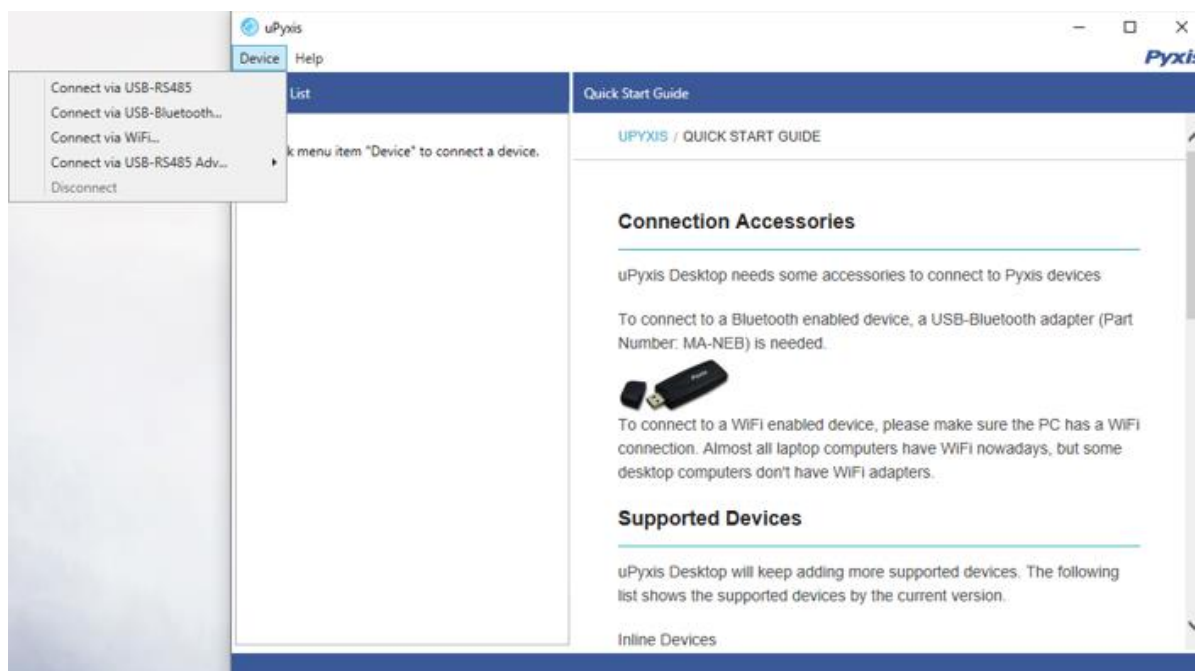 uPyxis
Device Help
Pyxis
Connect via USB-RS485
Connect via USB-Bluetooth...
Connect via WiFi...
Connect via USB-RS485 Adv...
Disconnect
List
menu item "Device" to connect a device.
Quick Start Guide
UPYXIS / QUICK START GUIDE
Connection Accessories
uPyxis Desktop needs some accessories to connect to Pyxis devices
To connect to a Bluetooth enabled device, a USB-Bluetooth adapter (Part
Number: MA-NEB) is needed.
To connect to a WiFi enabled device, please make sure the PC has a WiFi
connection. Almost all laptop computers have WiFi nowadays, but some
desktop computers don't have WiFi adapters.
Supported Devices
uPyxis Desktop will keep adding more supported devices. The following
list shows the supported devices by the current version.
Inline Devices